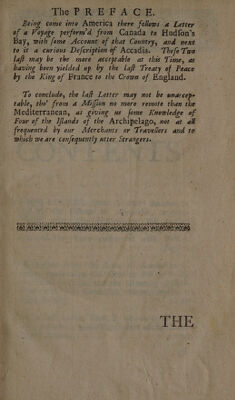 The PREFACE.
Being come into America there follows a Letter
of a Voyage perform'd from Canada to Hudson's
Bay, with some Account of that Country, and next
to it a curious Description of Accadia. These Two
last may be the more acceptable at this Time, as
having been yielded up by the last Treaty of Peace
by the King of France to the Crown of England.
To conclude, the last Letter may not be unaccep-
table, tho' from a Mission no more remote than the
Mediterranean, as giving us some Knowledge of
Four of the Islands of the Archipelago, not at all
frequented by our Merchants or Travellers and to
which we are consequently utter Strangers.
THE